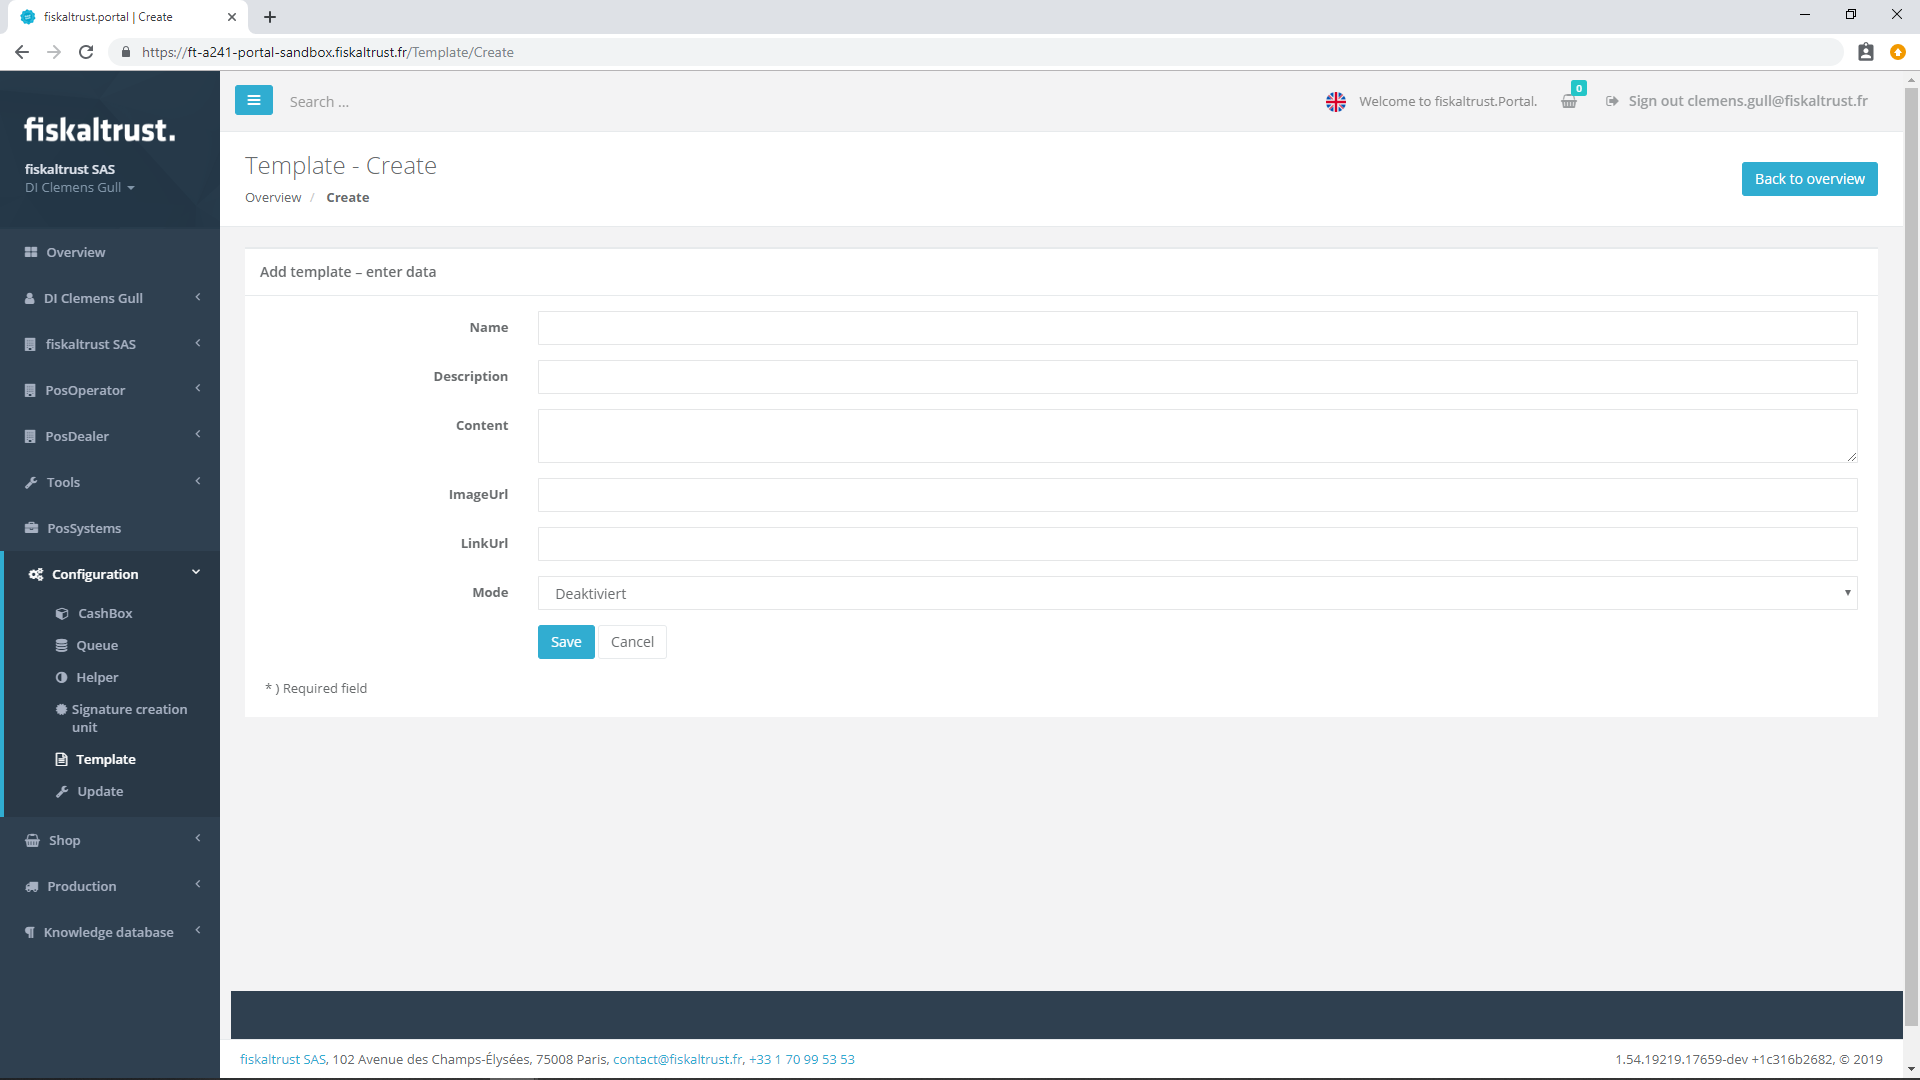 fiskaltrust.portal | Create
https://ft-a241-portal-sandbox.fiskaltrust.fr/Template/Create
fiskaltrust.
fiskaltrust SAS
DI Clemens Gull
Overview
DI Clemens Gull
fiskaltrust SAS
PosOperator
PosDealer
Tools
PosSystems
Configuration
CashBox
Queue
Helper
Signature creation
unit
Template
Update
Shop
Production
Knowledge database
Search ...
Welcome to fiskaltrust.Portal.
0
Sign out clemens.gull@fiskaltrust.fr
Template - Create
Overview / Create
Back to overview
Add template – enter data
Name
Description
Content
ImageUrl
LinkUrl
Mode
Deaktiviert
Save
Cancel
* ) Required field
fiskaltrust SAS, 102 Avenue des Champs-Élysées, 75008 Paris, contact@fiskaltrust.fr, +33 1 70 99 53 53
1.54.19219.17659-dev +1c316b2682, © 2019